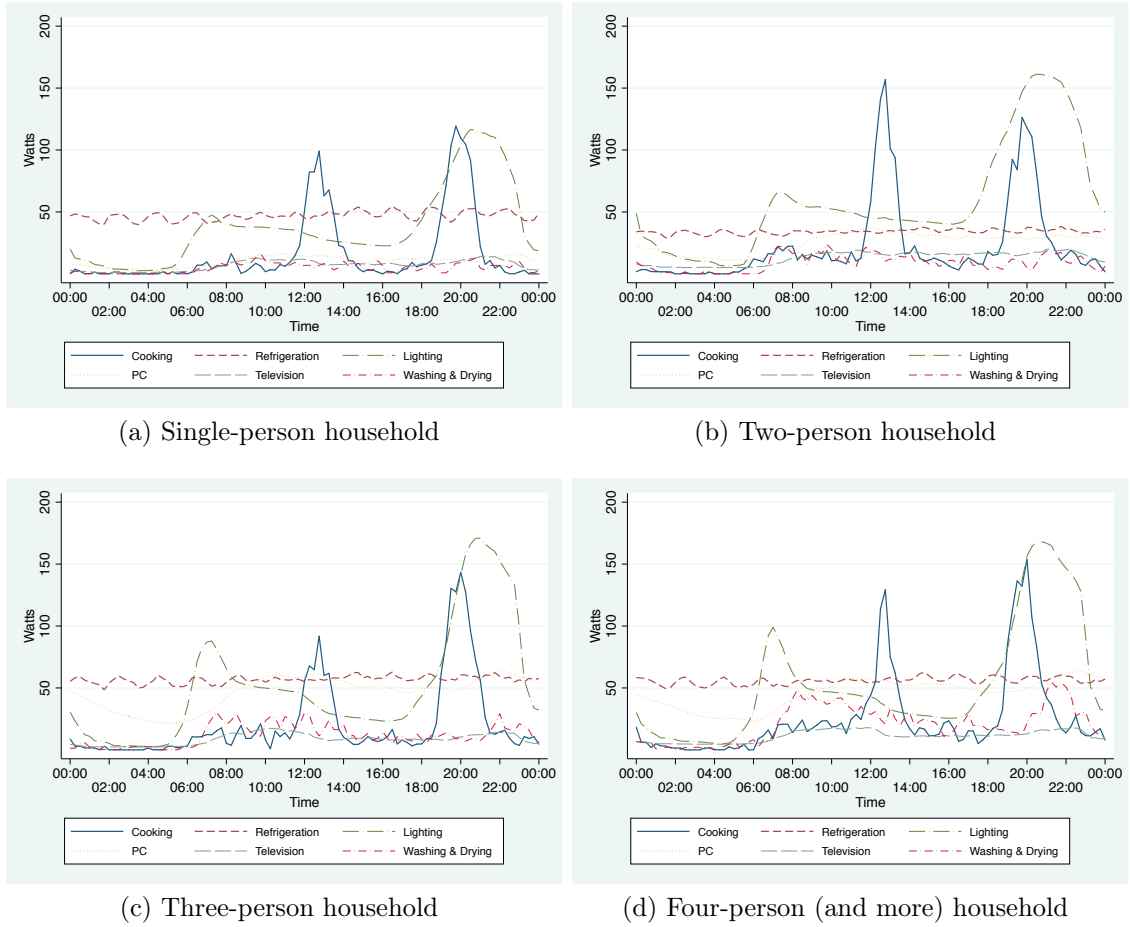 200
150
100
50
Watts
00:00 04:00 06:00 10:00 12:00 14:00 18:00 20:00 00:00
02:00 06:00 08:00 10:00 14:00 16:00 18:00 22:00
Time
Cooking Refrigeration Lighting
PC Television Washing & Drying
(a) Single-person household
200
150
100
50
Watts
00:00 04:00 08:00 12:00 16:00 20:00 00:00
02:00 06:00 10:00 14:00 18:00 22:00
Time
Cooking Refrigeration Lighting
PC Television Washing & Drying
(b) Two-person household
200
150
100
50
Watts
00:00 04:00 08:00 12:00 16:00 20:00 00:00
02:00 06:00 10:00 14:00 18:00 22:00
Time
Cooking Refrigeration Lighting
PC Television Washing & Drying
(c) Three-person household
200
150
100
50
Watts
00:00 04:00 08:00 12:00 16:00 20:00 00:00
02:00 06:00 10:00 14:00 18:00 22:00
Time
Cooking Refrigeration Lighting
PC Television Washing & Drying
(d) Four-person (and more) household